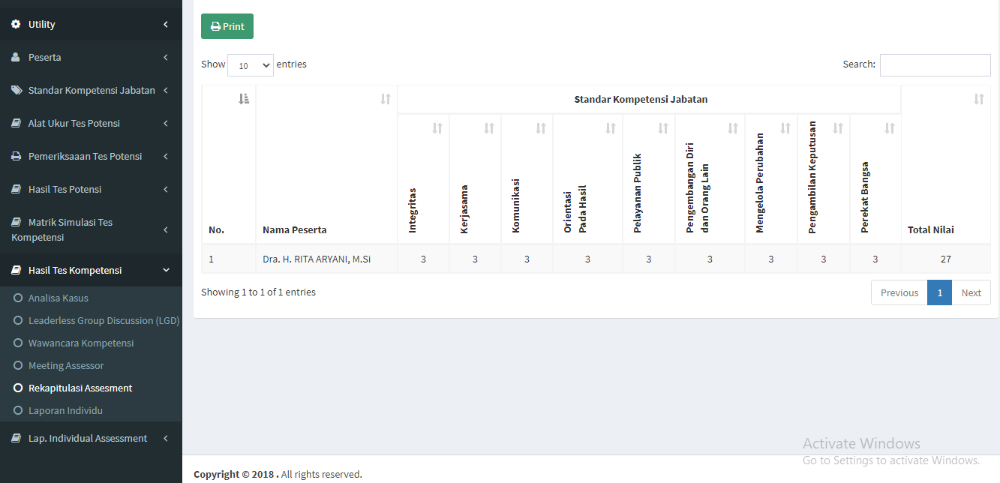 Utility
Peserta
Standar Kompetensi Jabatan
Alat Ukur Tes Potensi
Pemeriksaaan Tes Potensi
Hasil Tes Potensi
Matrik Simulasi Tes
Kompetensi
Hasil Tes Kompetensi
Analisa Kasus
Leaderless Group Discussion (LGD)
Wawancara Kompetensi
Meeting Assessor
Rekapitulasi Assesment
Laporan Individu
Lap. Individual Assessment
Print
Show 10 entries
Search:
Standar Kompetensi Jabatan
No.
Nama Peserta
Integritas
Kerjasama
Komunikasi
Orientasi
Pada Hasil
Pelayanan Publik
Pengembangan Diri
dan Orang Lain
Mengelola Perubahan
Pengambilan Keputusan
Perekat Bangsa
Total Nilai
1 Dra. H. RITA ARYANI, M.Si 3 3 3 3 3 3 3 3 3 27
Showing 1 to 1 of 1 entries
Previous 1 Next
Activate Windows
Go to Settings to activate Windows.
Copyright © 2018 . All rights reserved.